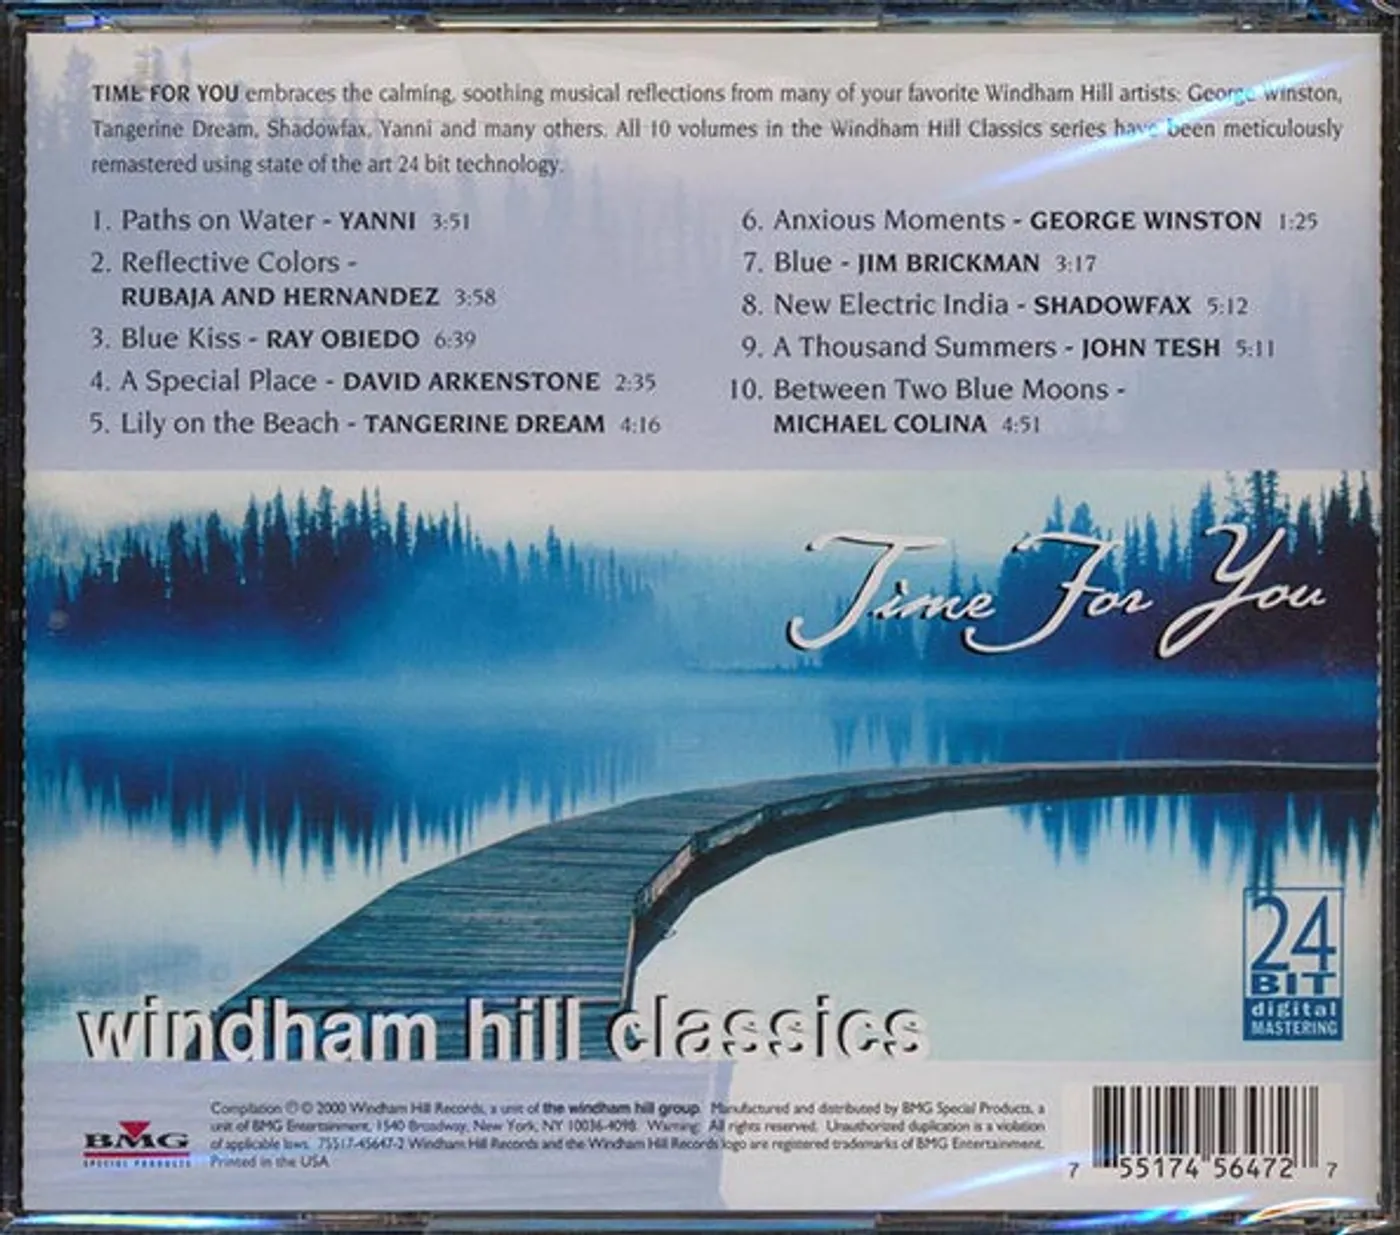 TIME FOR YOU embraces the calming, soothing musical reflections from many of your favorite Windham Hill artists: George Winston,
Tangerine Dream, Shadowfax, Yanni and many others. All 10 volumes in the Windham Hill Classics series have been meticulously
remastered using state of the art 24 bit technology.
1. Paths on Water - YANNI 3:51
2. Reflective Colors -
RUBAJA AND HERNANDEZ 3:58
3. Blue Kiss - RAY OBIEDO 6:39
4. A Special Place - DAVID ARKENSTONE 2:35
5. Lily on the Beach - TANGERINE DREAM 4:16
6. Anxious Moments - GEORGE WINSTON 1:25
7. Blue - JIM BRICKMAN 3:17
8. New Electric India - SHADOWFAX 5:12
9. A Thousand Summers - JOHN TESH 5:11
10. Between Two Blue Moons -
MICHAEL COLINA 4:51
Time For You
24
BIT
digital
MASTERING
windham hill classics
BMG
SPECIAL PRODUCTS
Compilation ℗ © 2000 Windham Hill Records, a unit of the windham hill group. Manufactured and distributed by BMG Special Products, a
unit of BMG Entertainment, 1540 Broadway, New York, NY 10036-4098. Warning: All rights reserved. Unauthorized duplication is a violation
of applicable laws. 75517-45647-2 Windham Hill Records and the Windham Hill Records logo are registered trademarks of BMG Entertainment.
Printed in the USA
7 55174 56472 7